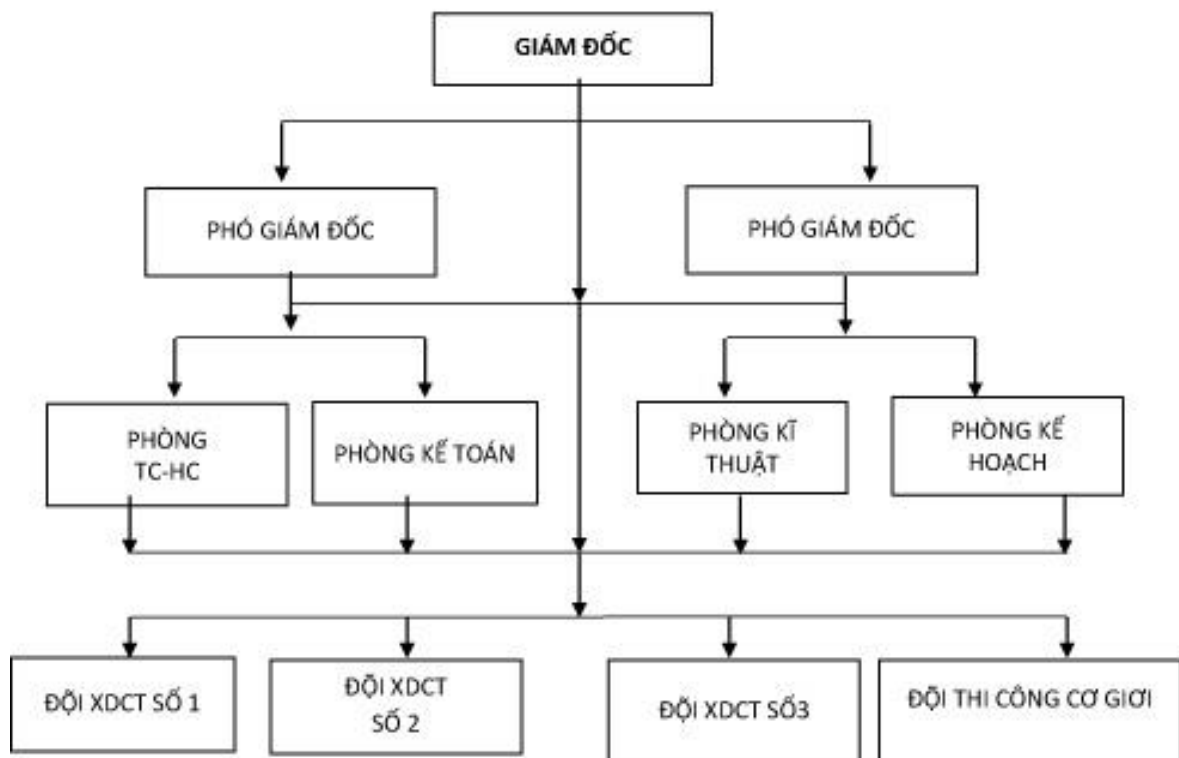 GIÁM ĐỐC
PHÓ GIÁM ĐỐC
PHÓ GIÁM ĐỐC
PHÒNG
TC-HC
PHÒNG KẾ TOÁN
PHÒNG KĨ
THUẬT
PHÒNG KẾ
HOẠCH
ĐỘI XDCT SỐ 1
ĐỘI XDCT
SỐ 2
ĐỘI XDCT SỐ3
ĐỘI THI CÔNG CƠ GIỚI